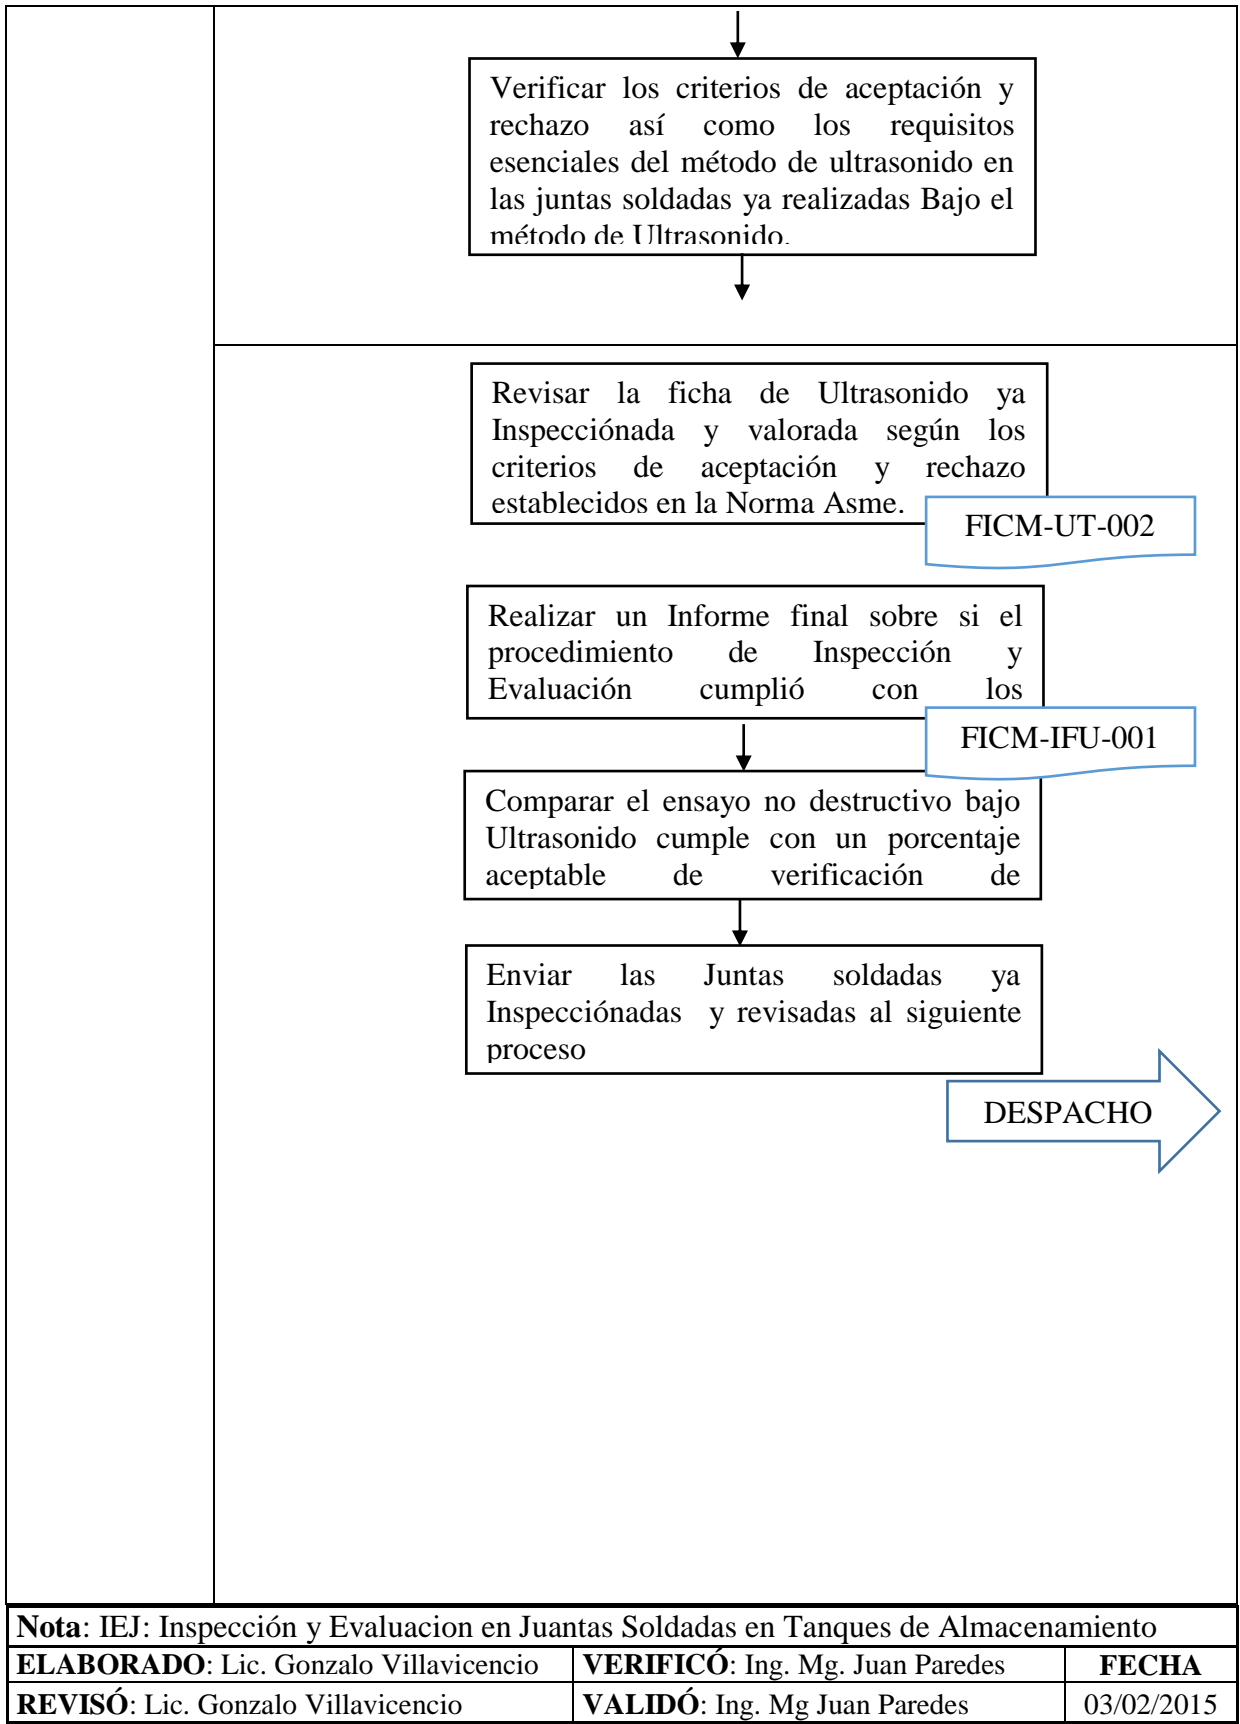 Verificar los criterios de aceptación y
rechazo así como los requisitos
esenciales del método de ultrasonido en
las juntas soldadas ya realizadas Bajo el
método de Ultrasonido.
Revisar la ficha de Ultrasonido ya
Inspecciónada y valorada según los
criterios de aceptación y rechazo
establecidos en la Norma Asme.
FICM-UT-002
Realizar un Informe final sobre si el
procedimiento de Inspección y
Evaluación cumplió con los
FICM-IFU-001
Comparar el ensayo no destructivo bajo
Ultrasonido cumple con un porcentaje
aceptable de verificación de
Enviar las Juntas soldadas ya
Inspecciónadas y revisadas al siguiente
proceso
DESPACHO
Nota: IEJ: Inspección y Evaluacion en Juantas Soldadas en Tanques de Almacenamiento
ELABORADO: Lic. Gonzalo Villavicencio VERIFICÓ: Ing. Mg. Juan Paredes FECHA
REVISÓ: Lic. Gonzalo Villavicencio VALIDÓ: Ing. Mg Juan Paredes 03/02/2015